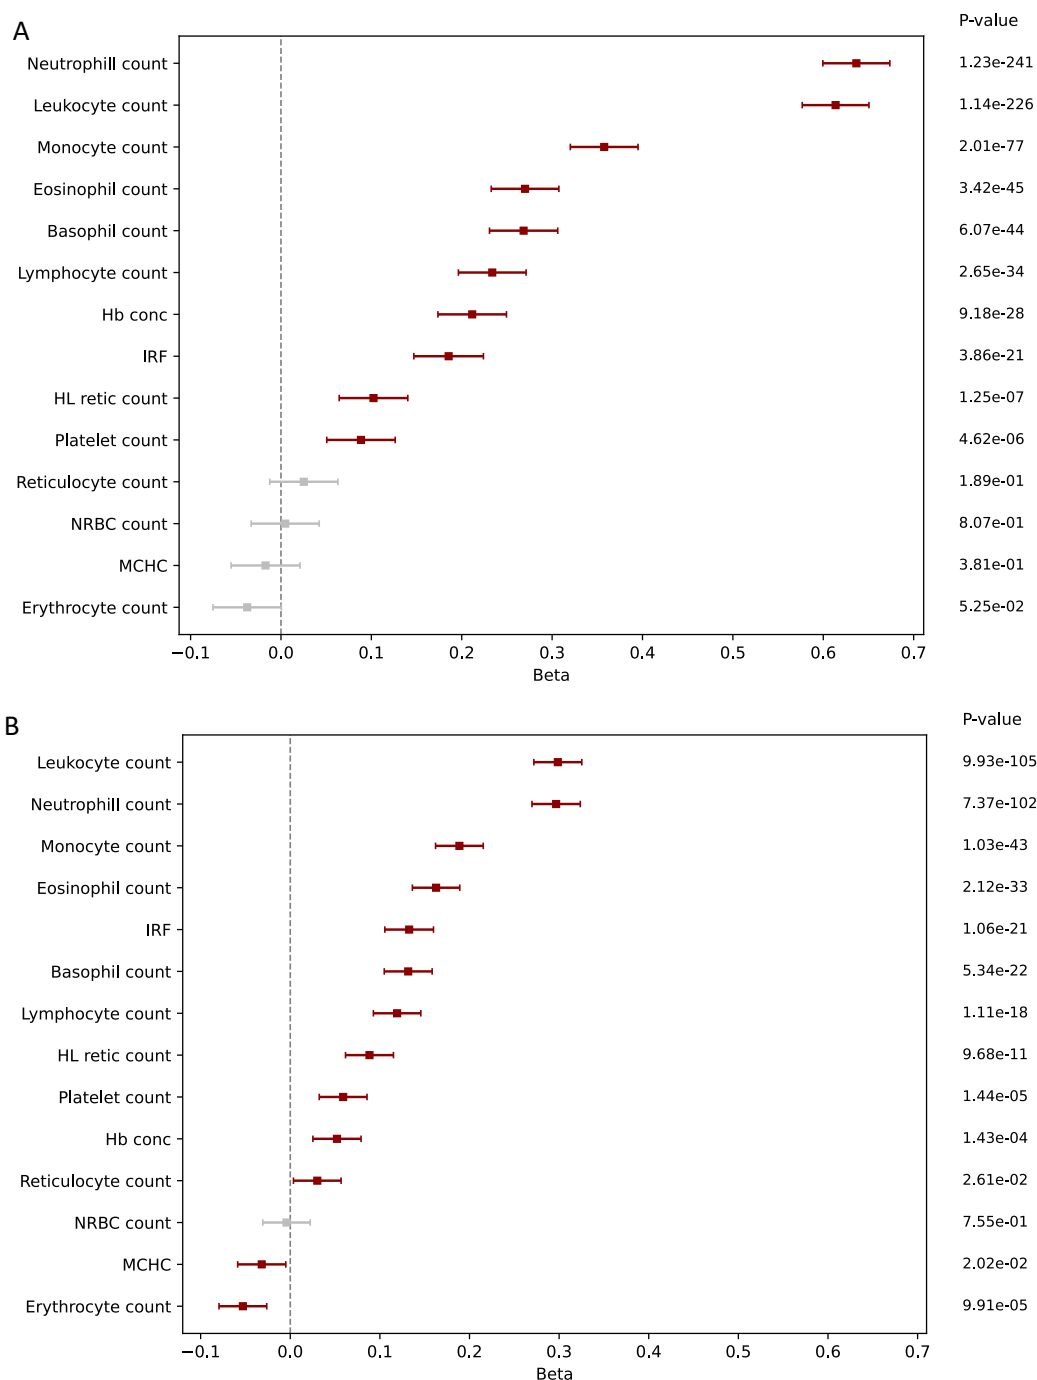 A
P-value
Neutrophill count 1.23e-241
Leukocyte count 1.14e-226
Monocyte count 2.01e-77
Eosinophil count 3.42e-45
Basophil count 6.07e-44
Lymphocyte count 2.65e-34
Hb conc 9.18e-28
IRF 3.86e-21
HL retic count 1.25e-07
Platelet count 4.62e-06
Reticulocyte count 1.89e-01
NRBC count 8.07e-01
MCHC 3.81e-01
Erythrocyte count 5.25e-02
−0.1 0.0 0.1 0.2 0.3 0.4 0.5 0.6 0.7
Beta
B
P-value
Leukocyte count 9.93e-105
Neutrophill count 7.37e-102
Monocyte count 1.03e-43
Eosinophil count 2.12e-33
IRF 1.06e-21
Basophil count 5.34e-22
Lymphocyte count 1.11e-18
HL retic count 9.68e-11
Platelet count 1.44e-05
Hb conc 1.43e-04
Reticulocyte count 2.61e-02
NRBC count 7.55e-01
MCHC 2.02e-02
Erythrocyte count 9.91e-05
−0.1 0.0 0.1 0.2 0.3 0.4 0.5 0.6 0.7
Beta